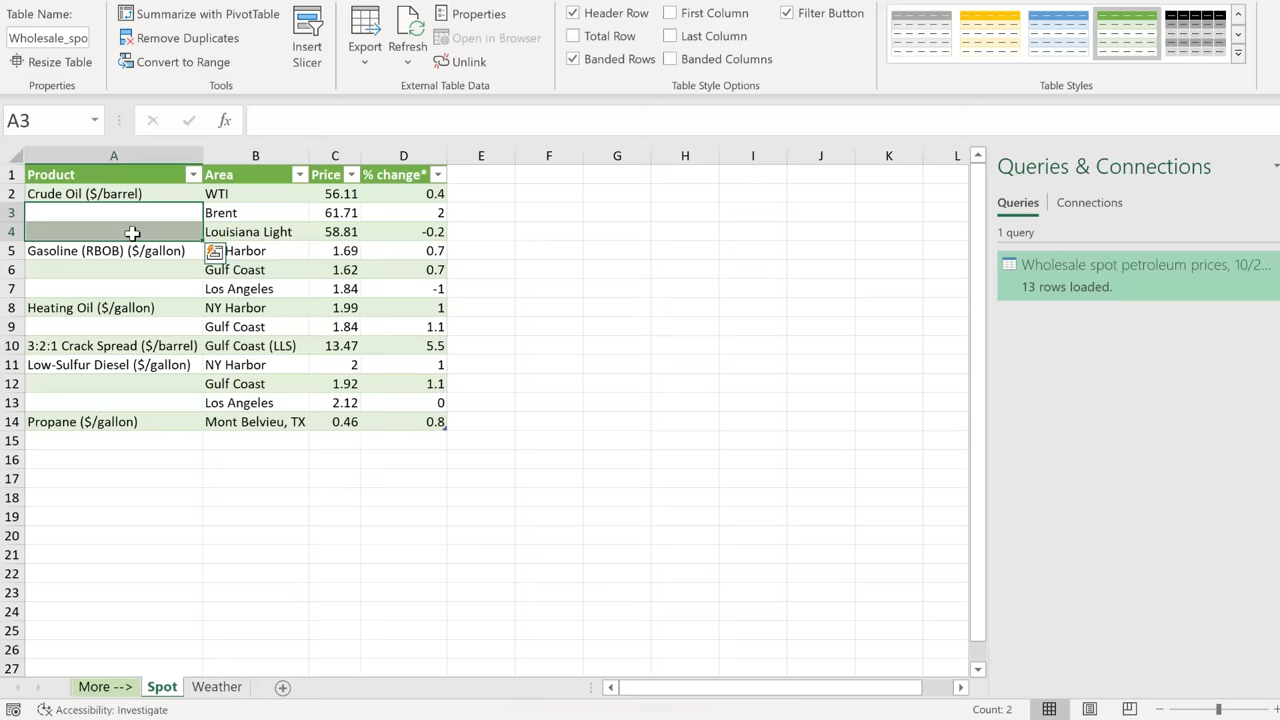 Table Name:
Wholesale_spo
Resize Table
Properties
Summarize with PivotTable
Remove Duplicates
Convert to Range
Tools
Insert
Slicer
Export
Refresh
Unlink
External Table Data
Header Row
Total Row
Banded Rows
First Column
Last Column
Banded Columns
Filter Button
Table Style Options
Table Styles
A3
fx
A B C D E F G H I J K L
1 Product Area Price % change*
2 Crude Oil ($/barrel) WTI 56.11 0.4
3 Brent 61.71 2
4 Louisiana Light 58.81 -0.2
5 Gasoline (RBOB) ($/gallon) Harbor 1.69 0.7
6 Gulf Coast 1.62 0.7
7 Los Angeles 1.84 -1
8 Heating Oil ($/gallon) NY Harbor 1.99 1
9 Gulf Coast 1.84 1.1
10 3:2:1 Crack Spread ($/barrel) Gulf Coast (LLS) 13.47 5.5
11 Low-Sulfur Diesel ($/gallon) NY Harbor 2 1
12 Gulf Coast 1.92 1.1
13 Los Angeles 2.12 0
14 Propane ($/gallon) Mont Belvieu, TX 0.46 0.8
15
16
17
18
19
20
21
22
23
24
25
26
27
Queries & Connections
Queries Connections
1 query
Wholesale spot petroleum prices, 10/2...
13 rows loaded.
More --> Spot Weather
Accessibility: Investigate
Count: 2